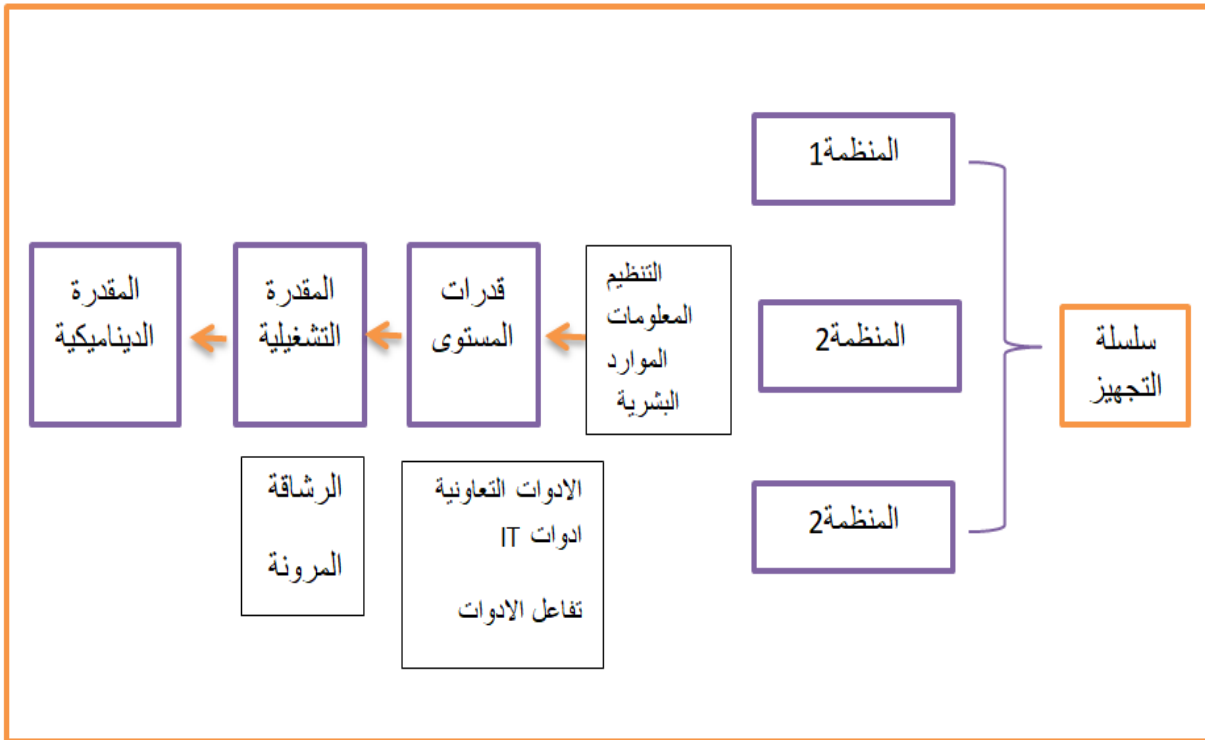 المنظمة1
المنظمة2
المنظمة2
سلسلة
التجهيز
التنظيم
المعلومات
الموارد
البشرية
قدرات
المستوى
المقدرة
التشغيلية
المقدرة
الديناميكية
الادوات التعاونية
ادوات IT
تفاعل الادوات
الرشاقة
المرونة